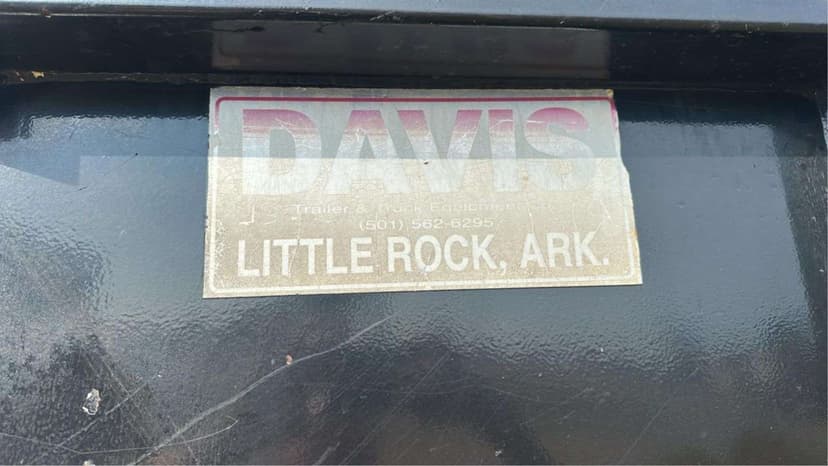 DAVIS
Trailer & Truck Equipment
(501) 562-6295
LITTLE ROCK, ARK.